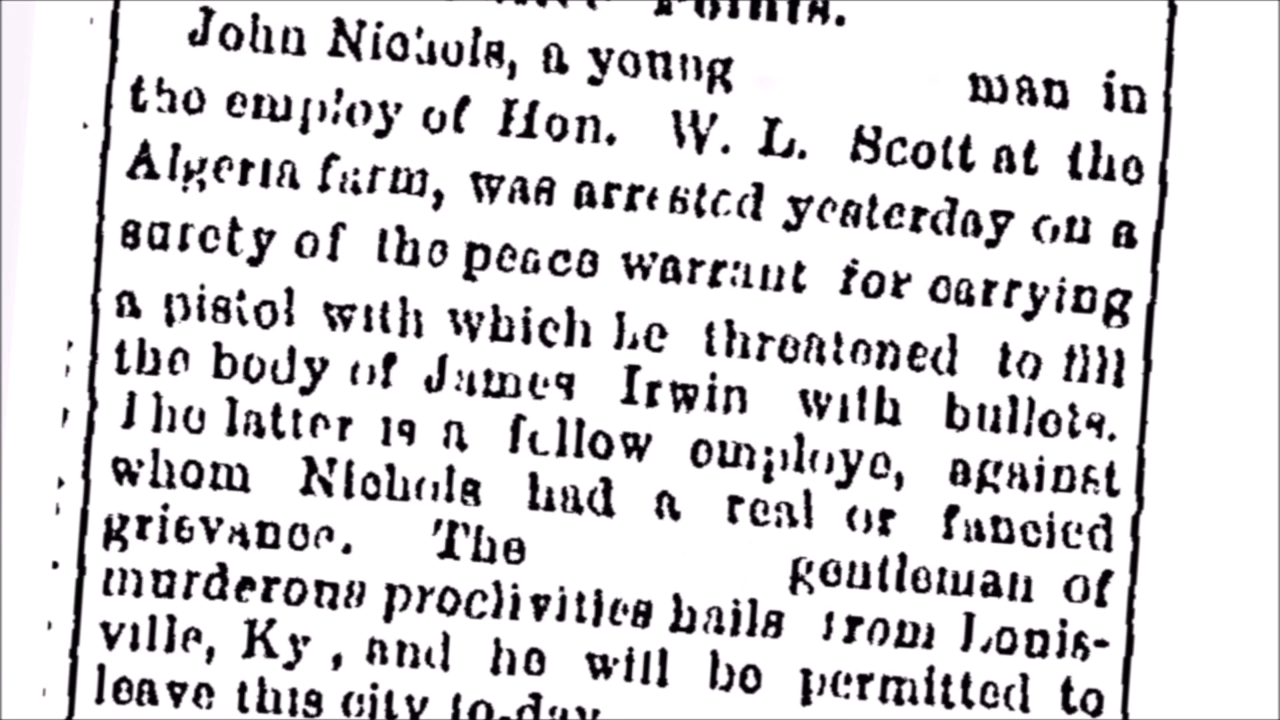 Points.
John Nichols, a young man in
the employ of Hon. W. L. Scott at the
Algeria farm, was arrested yesterday on a
surety of the peace warrant for carrying
a pistol with which he threatened to fill
the body of James Irwin with bullets.
The latter is a fellow employe, against
whom Nichols had a real or fancied
grievance. The gentleman of
murderous proclivities hails from Louis-
ville, Ky, and he will be permitted to
leave this city to-day